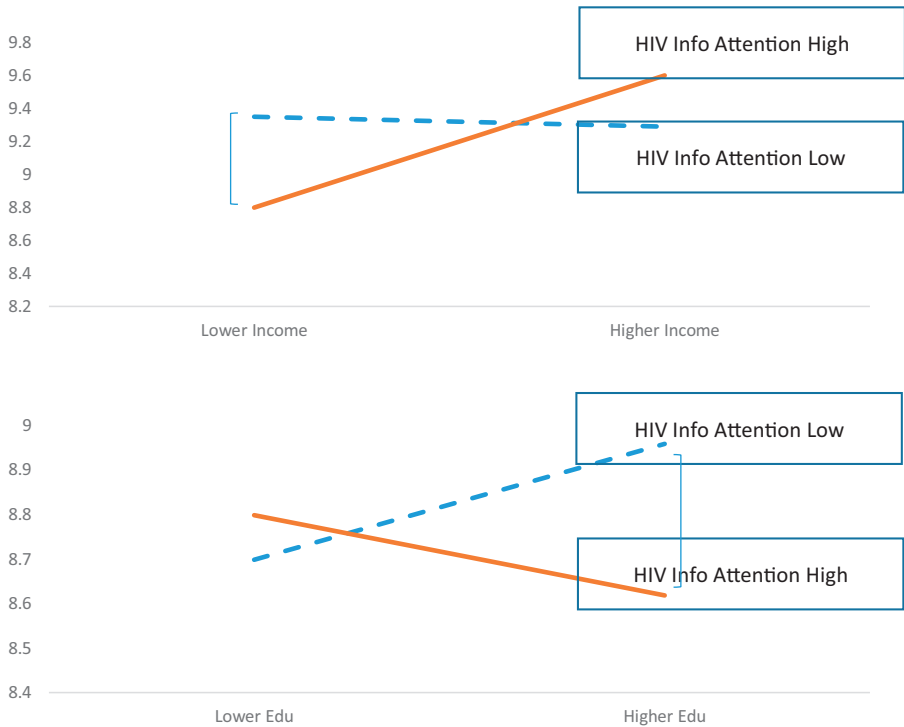 HIV Info Attention High
9.8
9.6
9.4
9.2
HIV Info Attention Low
9
8.8
8.6
8.4
8.2
Lower Income Higher Income
9
HIV Info Attention Low
8.9
8.8
8.7
HIV Info Attention High
8.6
8.5
8.4
Lower Edu Higher Edu